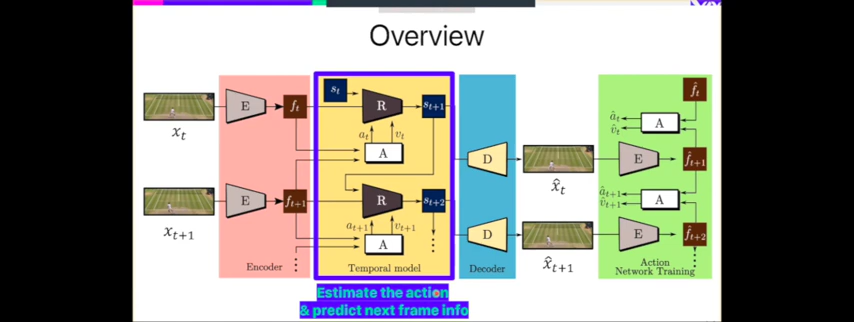 Overview
E
f_t
s_t
R
s_{t+1}
a_t
v_t
A
x_t
E
f_{t+1}
R
s_{t+2}
a_{t+1}
v_{t+1}
A
x_{t+1}
D
x̂_t
D
x̂_{t+1}
f̂_t
â_t
v̂_t
A
E
f̂_{t+1}
â_{t+1}
v̂_{t+1}
A
E
f̂_{t+2}
Encoder
Temporal model
Decoder
Action
Network Training
Estimate the action
& predict next frame info